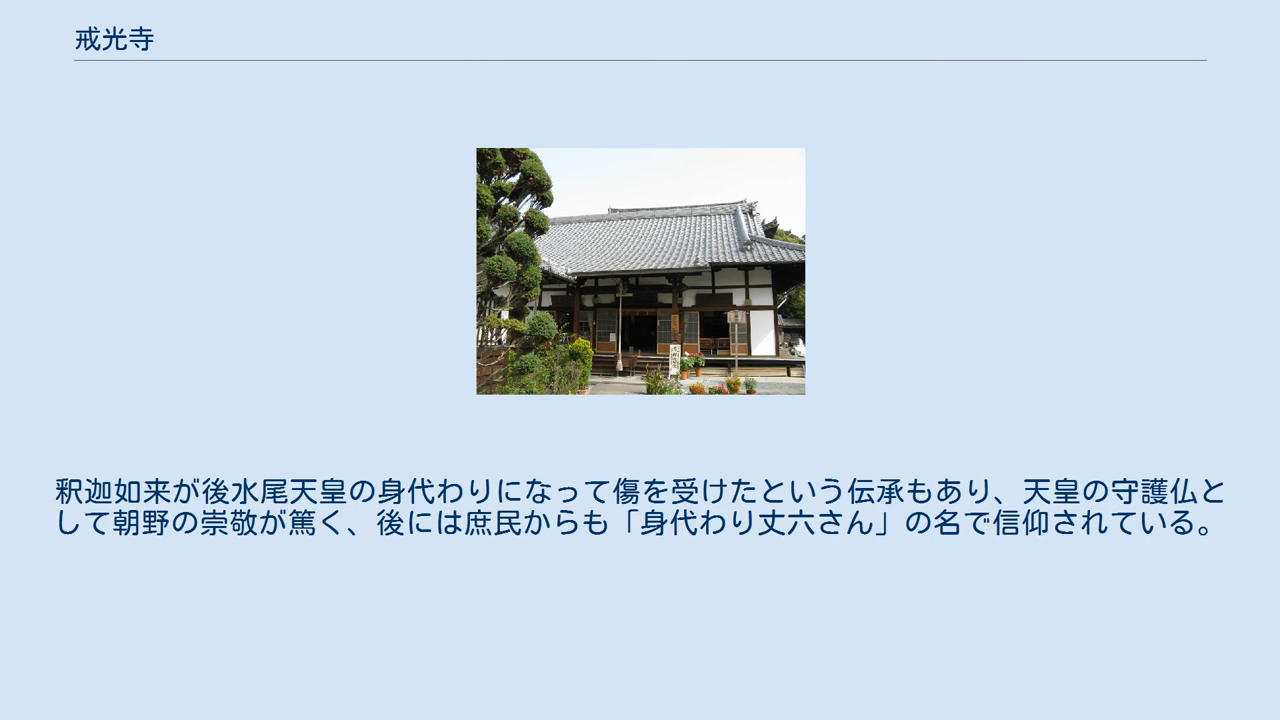 戒光寺
釈迦如来が後水尾天皇の身代わりになって傷を受けたという伝承もあり、天皇の守護仏と
して朝野の崇敬が篤く、後には庶民からも「身代わり丈六さん」の名で信仰されている。